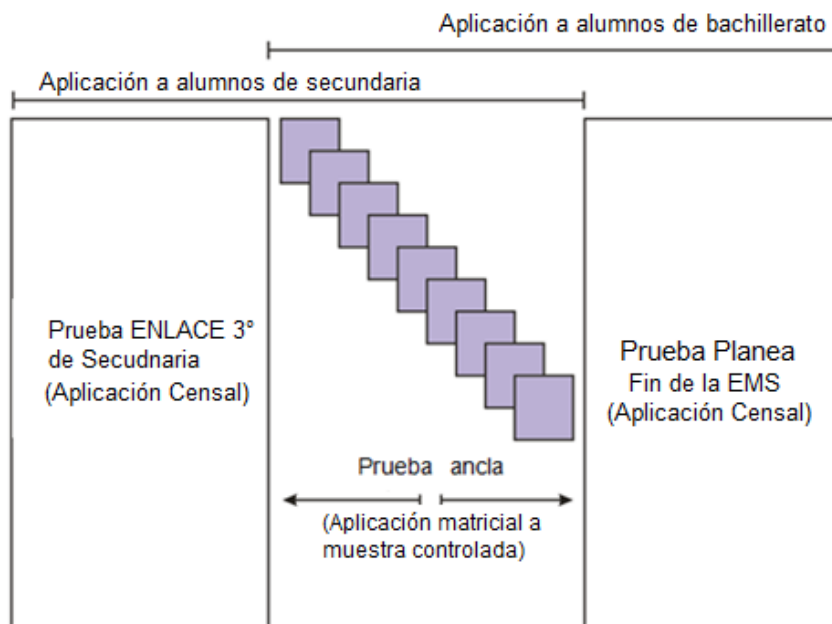 Aplicación a alumnos de bachillerato
Aplicación a alumnos de secundaria
Prueba ENLACE 3°
de Secudnaria
(Aplicación Censal)
Prueba ancla
(Aplicación matricial a
muestra controlada)
Prueba Planea
Fin de la EMS
(Aplicación Censal)